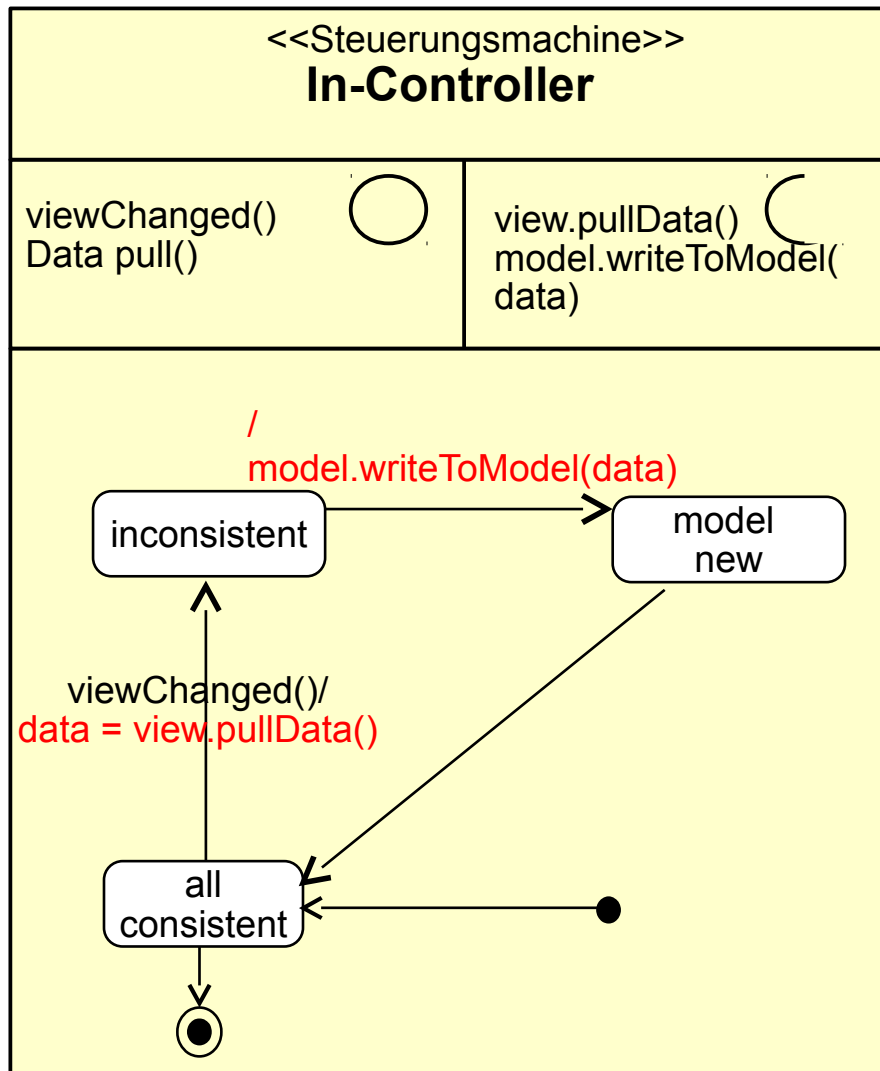 <<Steuerungsmachine>>
In-Controller
viewChanged()
Data pull()
view.pullData()
model.writeToModel(
data)
/
model.writeToModel(data)
inconsistent
model
new
viewChanged()/
data = view.pullData()
all
consistent